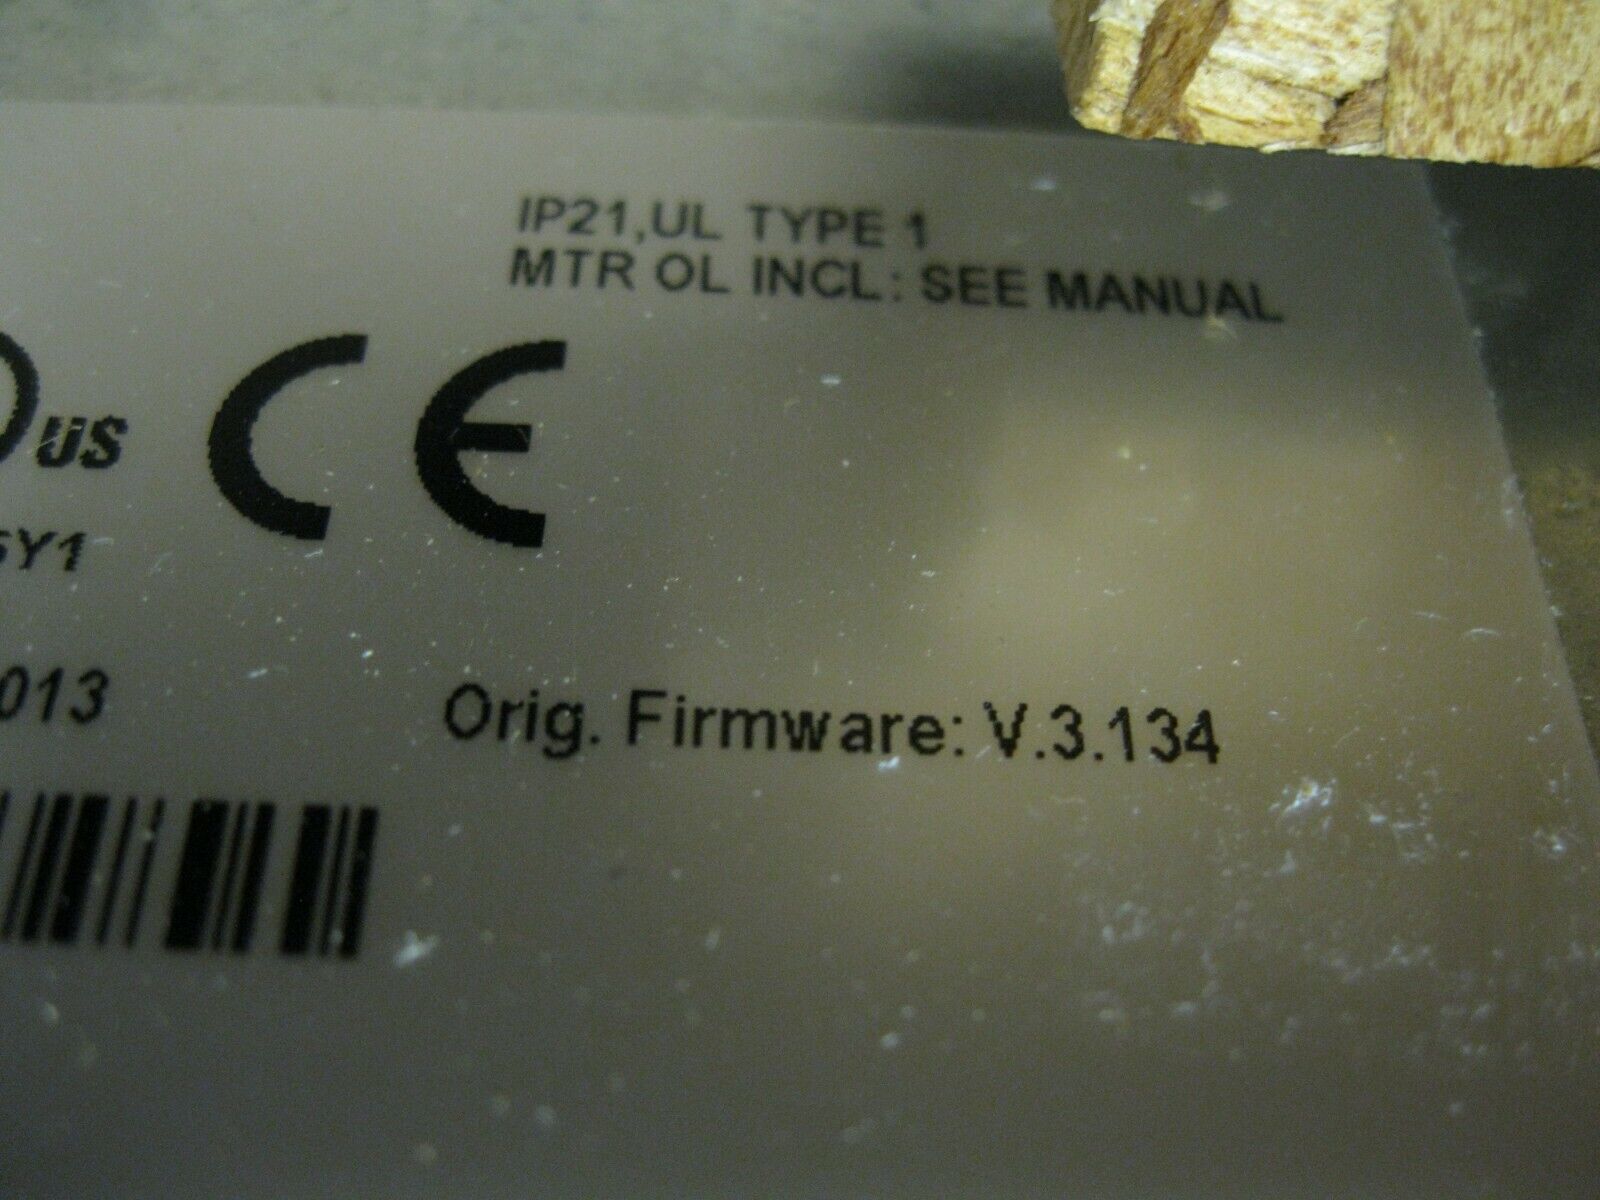 IP21,UL TYPE 1
MTR OL INCL: SEE MANUAL
US CE
Orig. Firmware: V.3.134